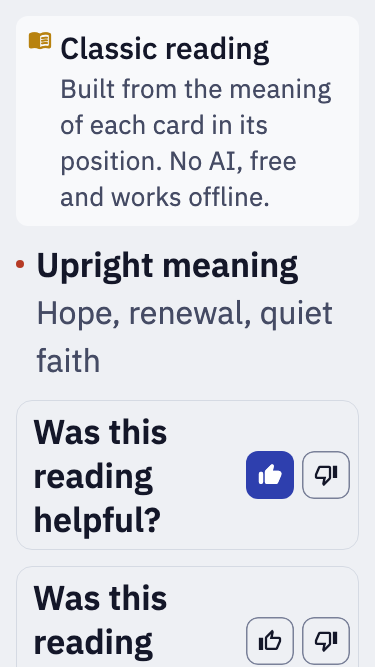 Classic reading
Built from the meaning
of each card in its
position. No AI, free
and works offline.
Upright meaning
Hope, renewal, quiet
faith
Was this
reading
helpful?
Was this
reading